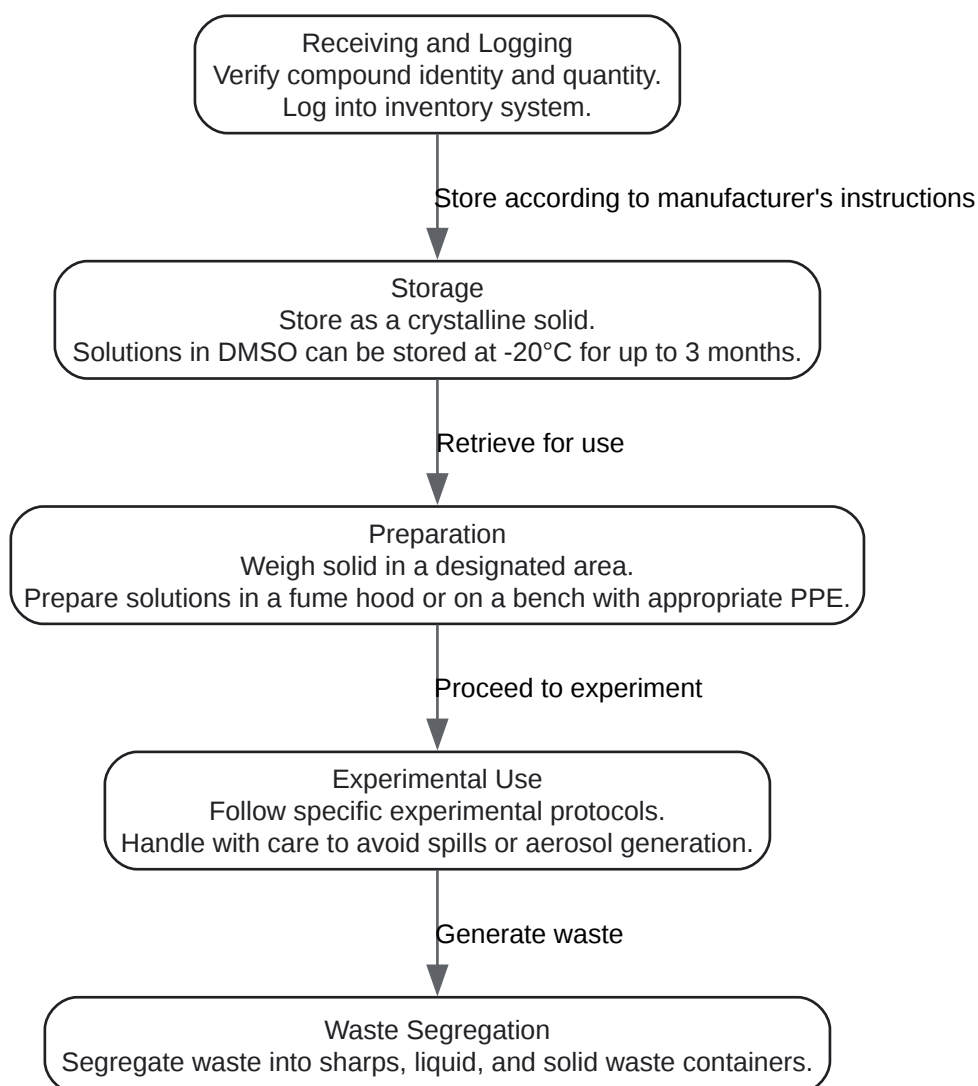 Receiving and Logging
Verify compound identity and quantity.
Log into inventory system.
Store according to manufacturer's instructions
Storage
Store as a crystalline solid.
Solutions in DMSO can be stored at -20°C for up to 3 months.
Retrieve for use
Preparation
Weigh solid in a designated area.
Prepare solutions in a fume hood or on a bench with appropriate PPE.
Proceed to experiment
Experimental Use
Follow specific experimental protocols.
Handle with care to avoid spills or aerosol generation.
Generate waste
Waste Segregation
Segregate waste into sharps, liquid, and solid waste containers.